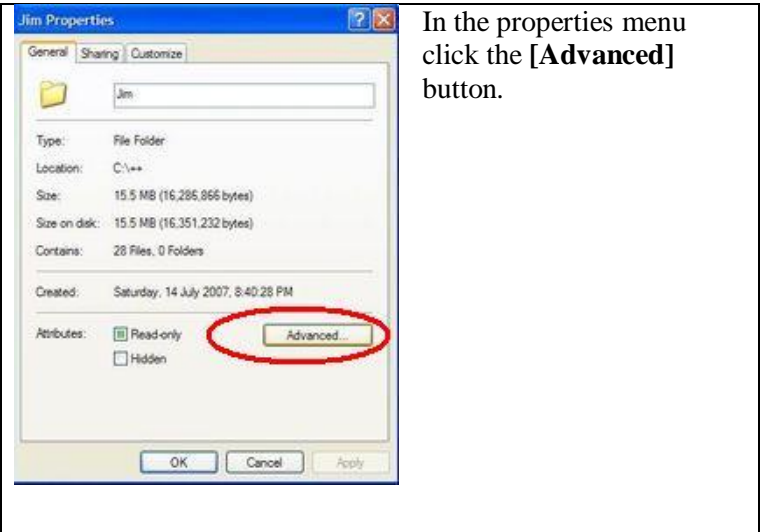 Jim Properties
General Sharing Customize
Jim
Type: File Folder
Location: C:\++
Size: 15.5 MB (16,286,866 bytes)
Size on disk: 15.5 MB (16,351,232 bytes)
Contains: 28 Files, 0 Folders
Created: Saturday, 14 July 2007, 8:40:28 PM
Attributes: Read-only Advanced...
Hidden
OK Cancel Apply
In the properties menu
click the [Advanced]
button.